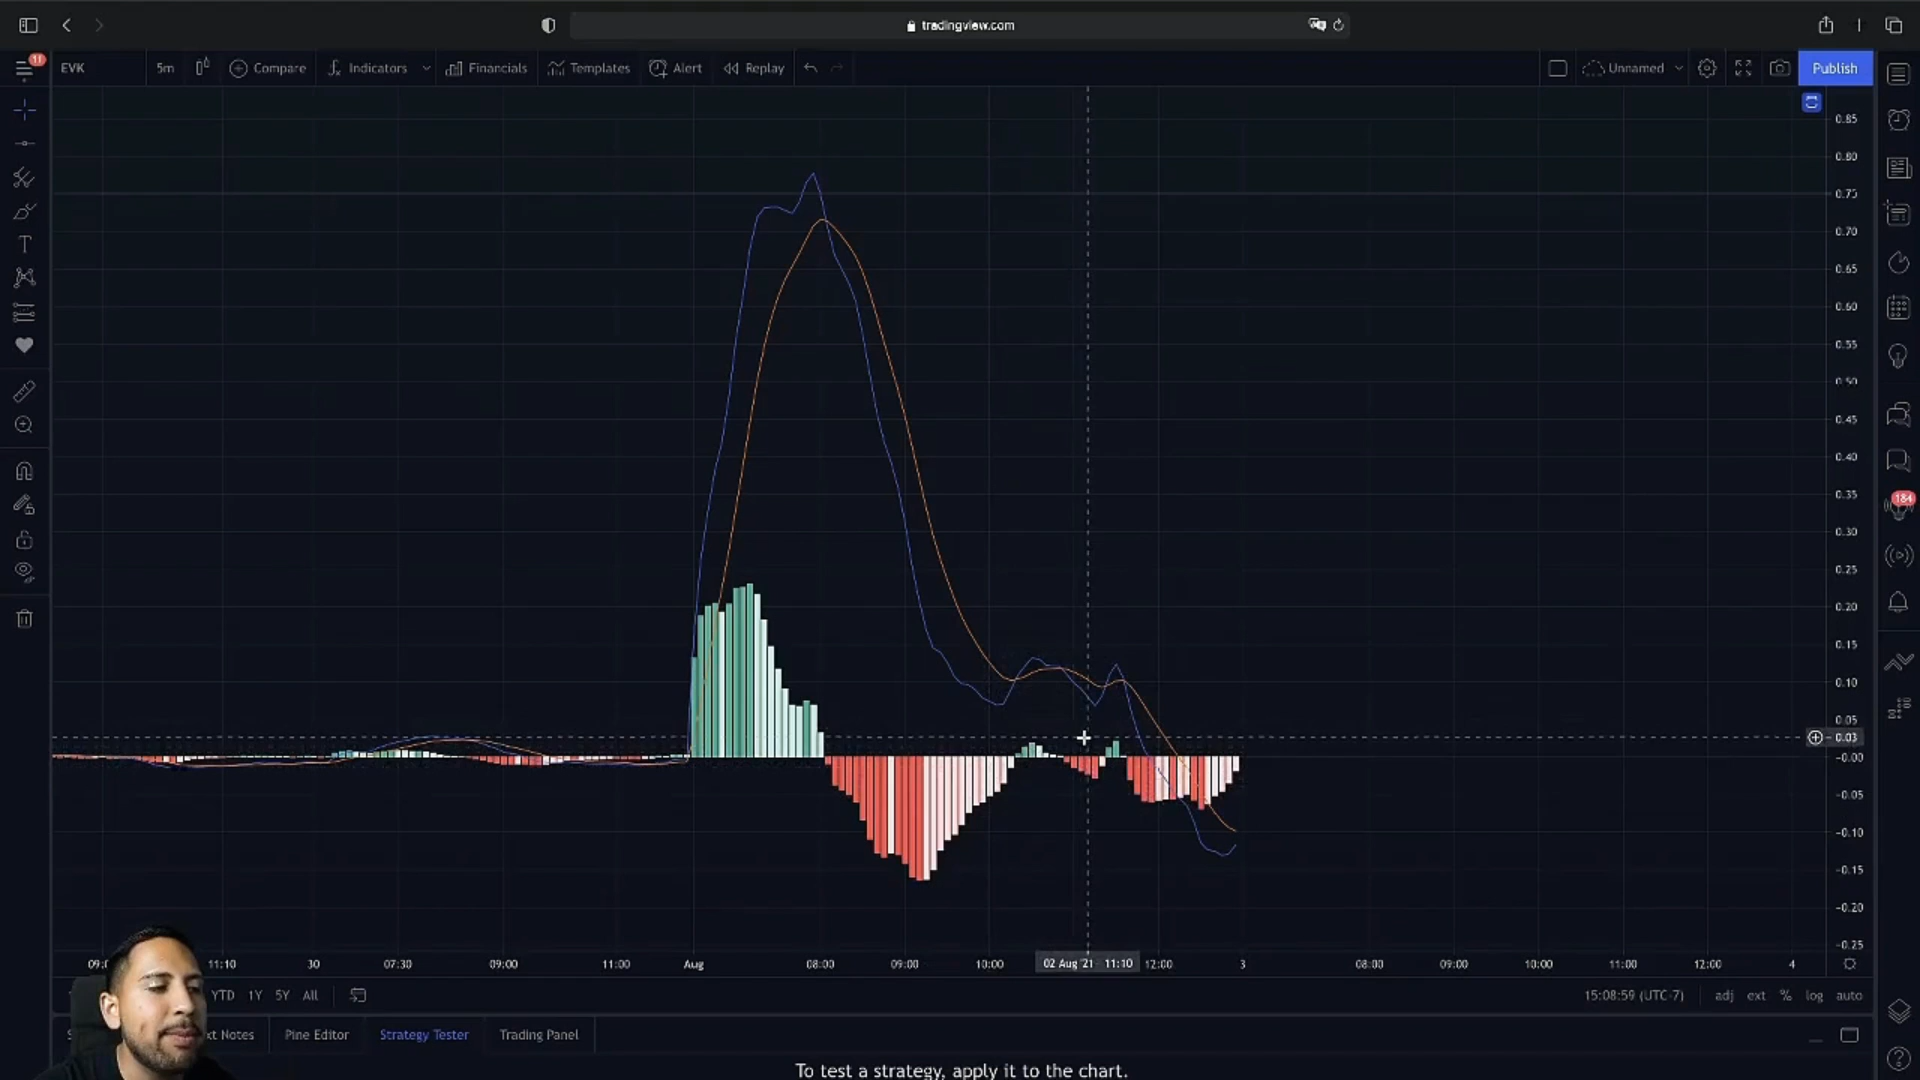 tradingview.com
11
EVK
5m
Compare
Indicators
Financials
Templates
Alert
Replay
Unnamed
Publish
0.85
0.80
0.75
0.70
0.65
0.60
0.55
0.50
0.45
0.40
0.35
0.30
0.25
0.20
0.15
0.10
0.05
0.03
-0.00
-0.05
-0.10
-0.15
-0.20
-0.25
184
11:10
30
07:30
09:00
11:00
Aug
08:00
09:00
10:00
02 Aug '21 - 11:10
12:00
3
08:00
09:00
10:00
11:00
12:00
4
YTD
1Y
5Y
All
15:08:59 (UTC-7)
adj
ext
%
log
auto
Notes
Pine Editor
Strategy Tester
Trading Panel
To test a strategy, apply it to the chart.